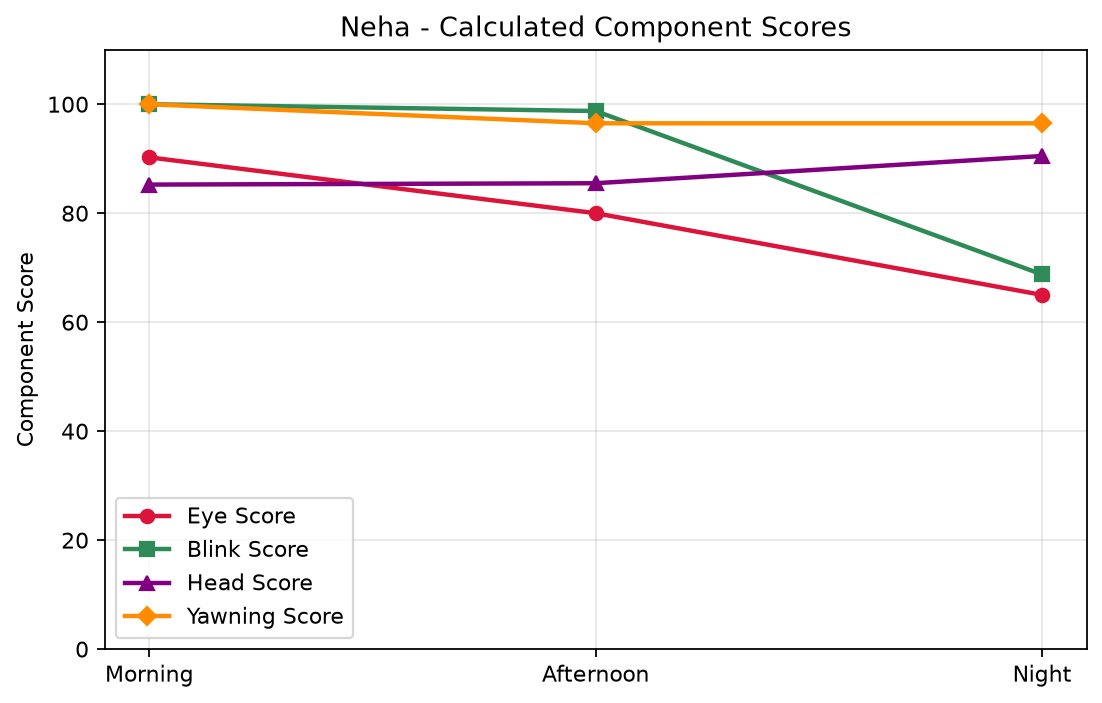 Neha - Calculated Component Scores
Component Score
100
80
60
40
20
0
Eye Score
Blink Score
Head Score
Yawning Score
Morning
Afternoon
Night